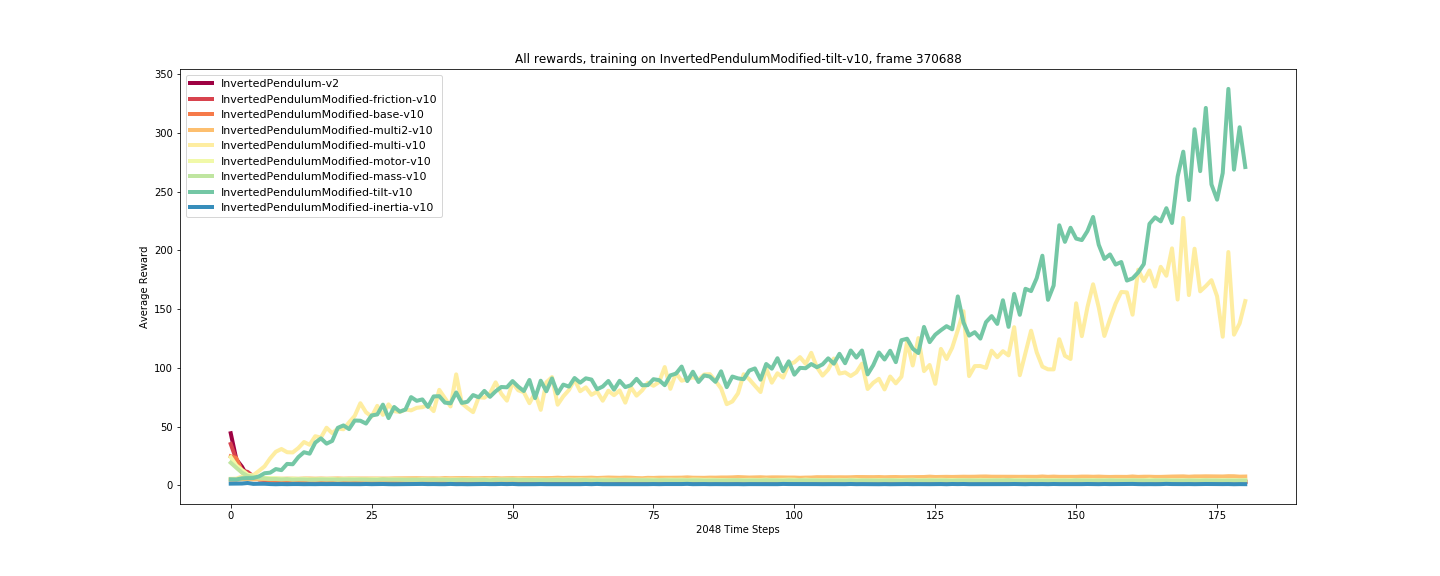 All rewards, training on InvertedPendulumModified-tilt-v10, frame 370688
350
300
250
200
150
100
50
0
Average Reward
InvertedPendulum-v2
InvertedPendulumModified-friction-v10
InvertedPendulumModified-base-v10
InvertedPendulumModified-multi2-v10
InvertedPendulumModified-multi-v10
InvertedPendulumModified-motor-v10
InvertedPendulumModified-mass-v10
InvertedPendulumModified-tilt-v10
InvertedPendulumModified-inertia-v10
0 25 50 75 100 125 150 175
2048 Time Steps